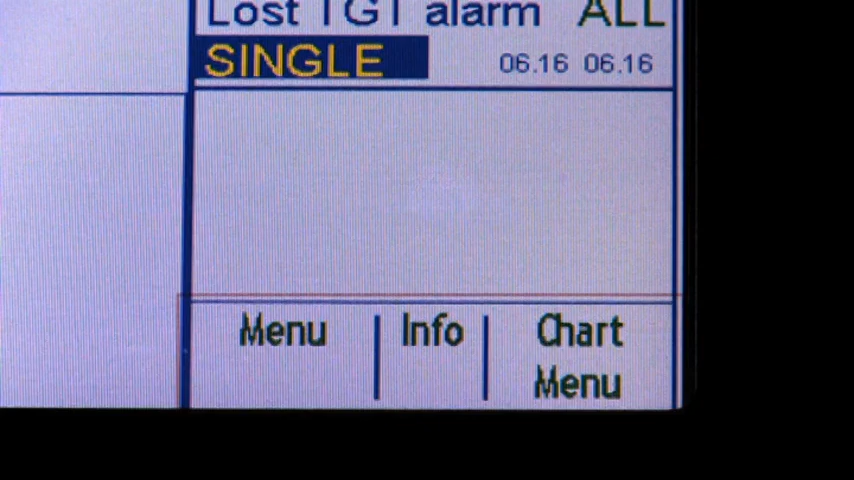 Lost TGT alarm ALL
SINGLE 06.16 06.16
Menu Info Chart
Menu